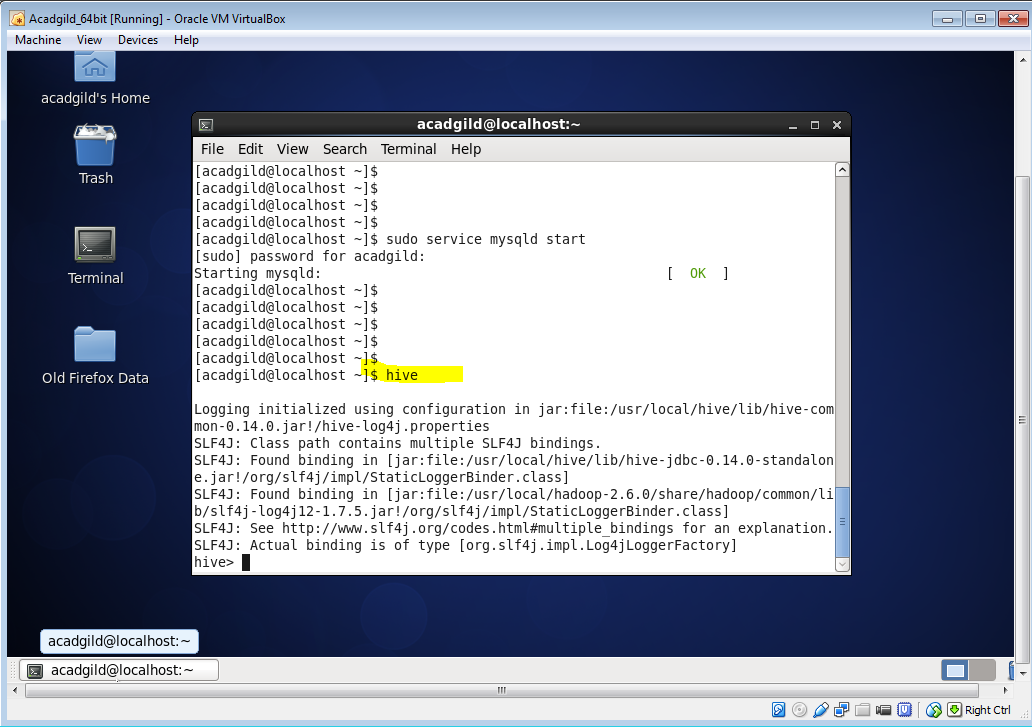 Acadgild_64bit [Running] - Oracle VM VirtualBox
Machine View Devices Help
acadgild's Home
Trash
Terminal
Old Firefox Data
acadgild@localhost:~
File Edit View Search Terminal Help
[acadgild@localhost ~]$
[acadgild@localhost ~]$
[acadgild@localhost ~]$
[acadgild@localhost ~]$
[acadgild@localhost ~]$ sudo service mysqld start
[sudo] password for acadgild:
Starting mysqld: [ OK ]
[acadgild@localhost ~]$
[acadgild@localhost ~]$
[acadgild@localhost ~]$
[acadgild@localhost ~]$
[acadgild@localhost ~]$
[acadgild@localhost ~]$ hive
Logging initialized using configuration in jar:file:/usr/local/hive/lib/hive-com
mon-0.14.0.jar!/hive-log4j.properties
SLF4J: Class path contains multiple SLF4J bindings.
SLF4J: Found binding in [jar:file:/usr/local/hive/lib/hive-jdbc-0.14.0-standalon
e.jar!/org/slf4j/impl/StaticLoggerBinder.class]
SLF4J: Found binding in [jar:file:/usr/local/hadoop-2.6.0/share/hadoop/common/li
b/slf4j-log4j12-1.7.5.jar!/org/slf4j/impl/StaticLoggerBinder.class]
SLF4J: See http://www.slf4j.org/codes.html#multiple_bindings for an explanation.
SLF4J: Actual binding is of type [org.slf4j.impl.Log4jLoggerFactory]
hive>
acadgild@localhost:~
acadgild@localhost:~
Right Ctrl